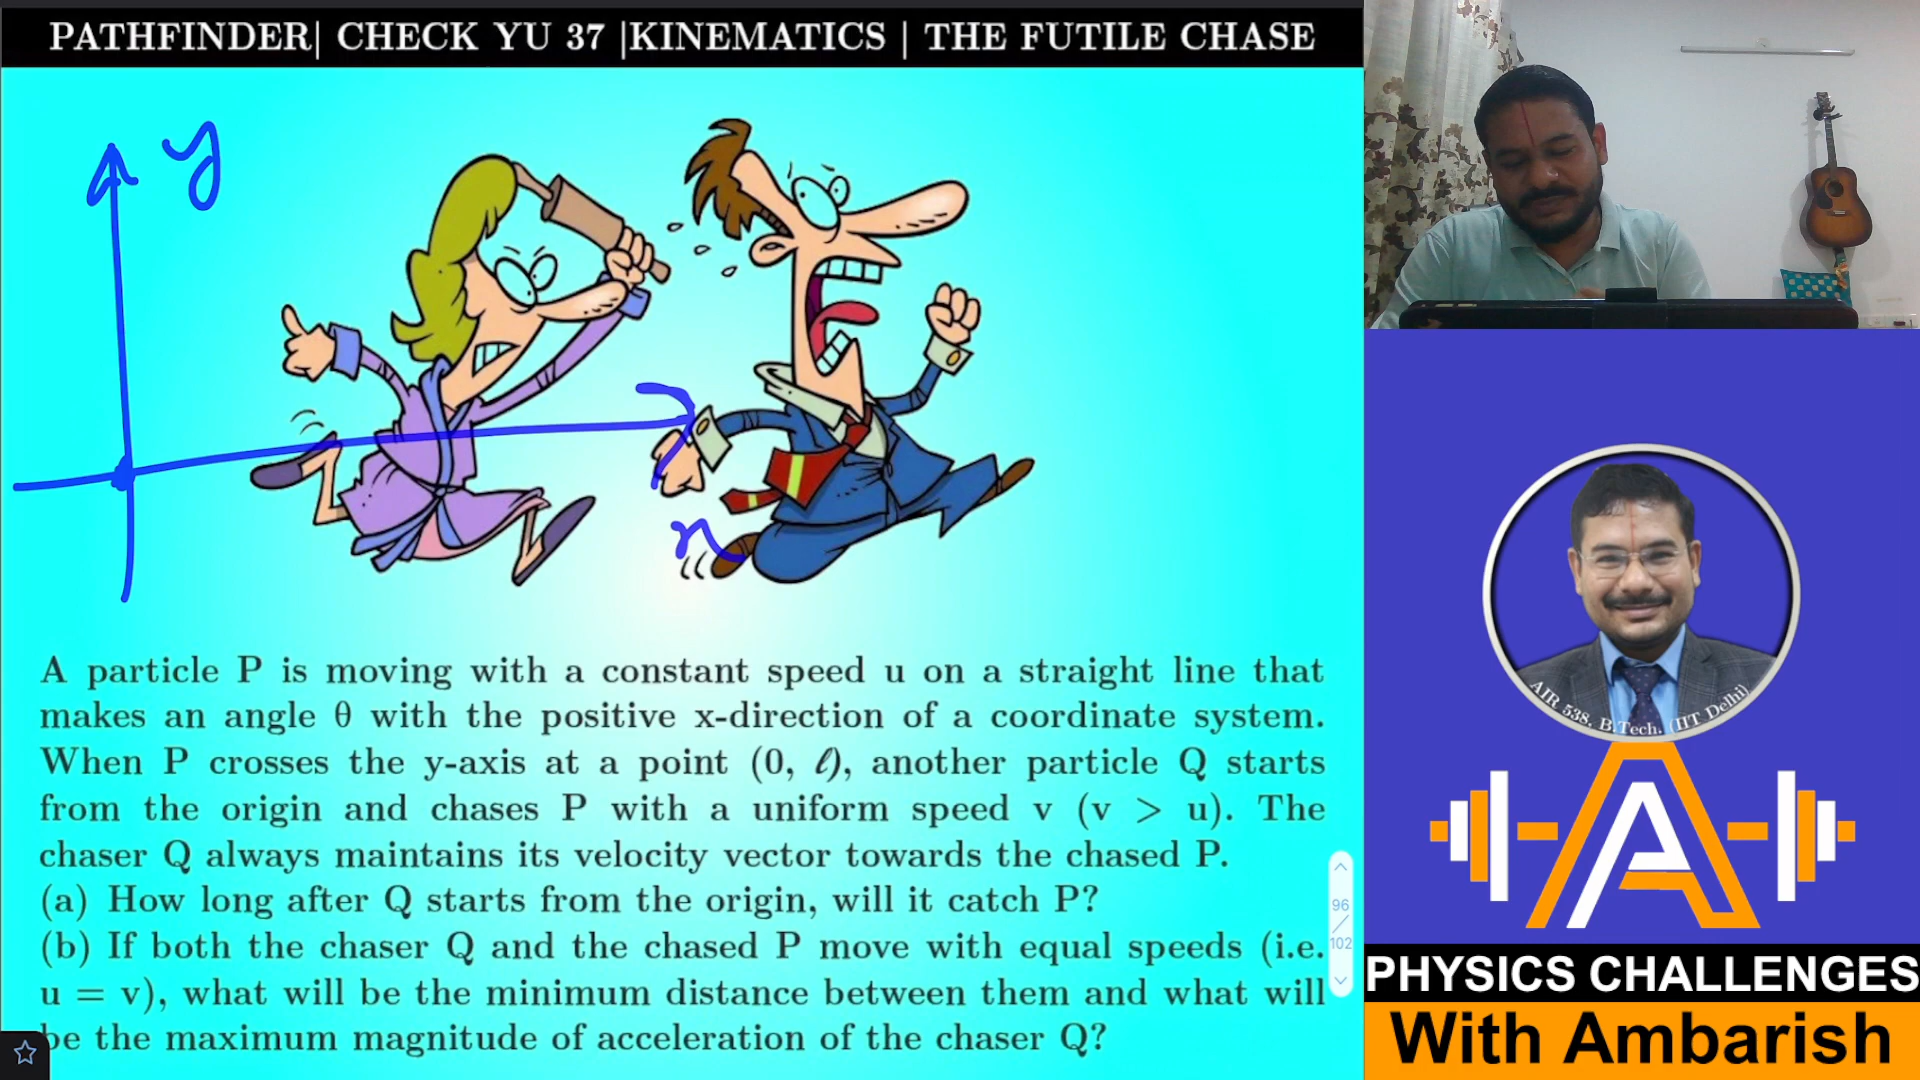 PATHFINDER| CHECK YU 37 |KINEMATICS | THE FUTILE CHASE
y
x
A particle P is moving with a constant speed u on a straight line that
makes an angle θ with the positive x-direction of a coordinate system.
When P crosses the y-axis at a point (0, ℓ), another particle Q starts
from the origin and chases P with a uniform speed v (v > u). The
chaser Q always maintains its velocity vector towards the chased P.
(a) How long after Q starts from the origin, will it catch P?
(b) If both the chaser Q and the chased P move with equal speeds (i.e.
u = v), what will be the minimum distance between them and what will
be the maximum magnitude of acceleration of the chaser Q?
96
102
AIR 538, B.Tech. (IIT Delhi)
A
PHYSICS CHALLENGES
With Ambarish